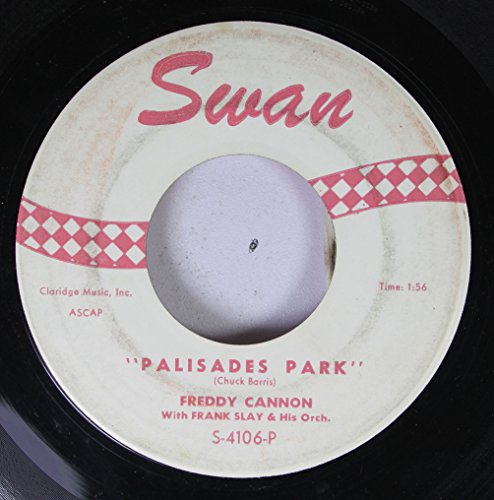 Swan
Claridge Music, Inc.
ASCAP
Time: 1:56
"PALISADES PARK"
(Chuck Barris)
FREDDY CANNON
With FRANK SLAY & His Orch.
S-4106-P